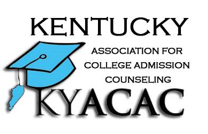 KENTUCKY
ASSOCIATION FOR
COLLEGE ADMISSION
COUNSELING
KYACAC